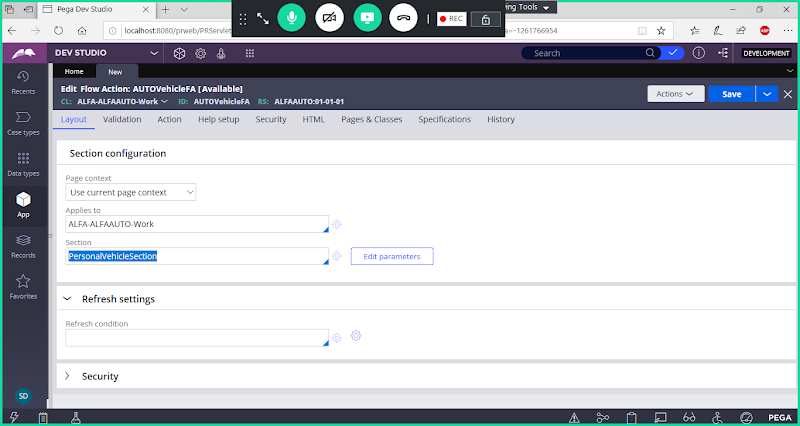 Pega Dev Studio
localhost:8080/prweb/PRServlet
REC
ving Tools
a=-1261766954
ABP
DEV STUDIO
Search
DEVELOPMENT
Home
New
Edit Flow Action: AUTOVehicleFA [Available]
CL: ALFA-ALFAAUTO-Work ID: AUTOVehicleFA RS: ALFAAUTO:01-01-01
Actions
Save
Layout Validation Action Help setup Security HTML Pages & Classes Specifications History
Recents
Case types
Data types
App
Records
Favorites
SD
Section configuration
Page context
Use current page context
Applies to
ALFA-ALFAAUTO-Work
Section
PersonalVehicleSection
Edit parameters
Refresh settings
Refresh condition
Security
PEGA